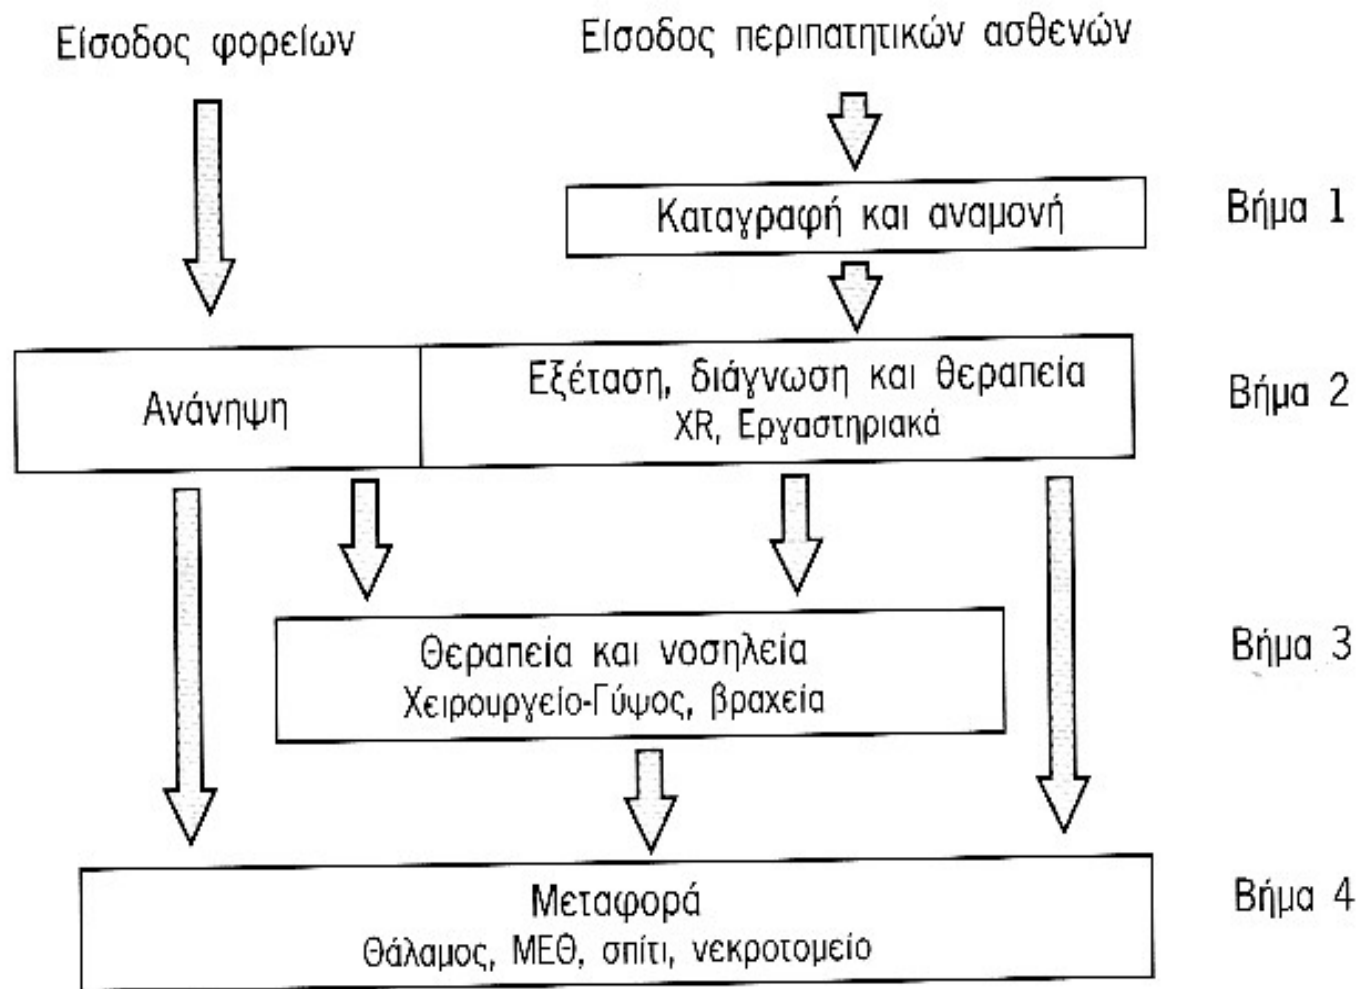 Είσοδος φορείων
Είσοδος περιπατητικών ασθενών
Καταγραφή και αναμονή
Βήμα 1
Ανάνηψη
Εξέταση, διάγνωση και θεραπεία
XR, Εργαστηριακά
Βήμα 2
Θεραπεία και νοσηλεία
Χειρουργείο-Γύψος, βραχεία
Βήμα 3
Μεταφορά
Θάλαμος, ΜΕΘ, σπίτι, νεκροτομείο
Βήμα 4